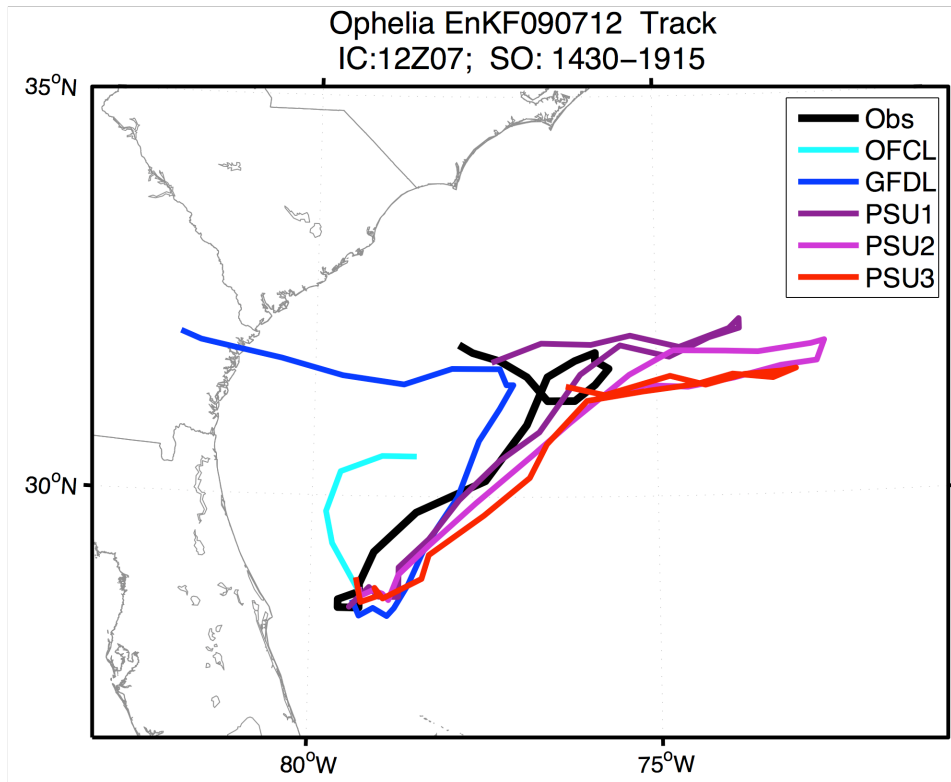 Ophelia EnKF090712 Track
IC:12Z07; SO: 1430−1915
35°N
Obs
OFCL
GFDL
PSU1
PSU2
PSU3
30°N
80°W
75°W